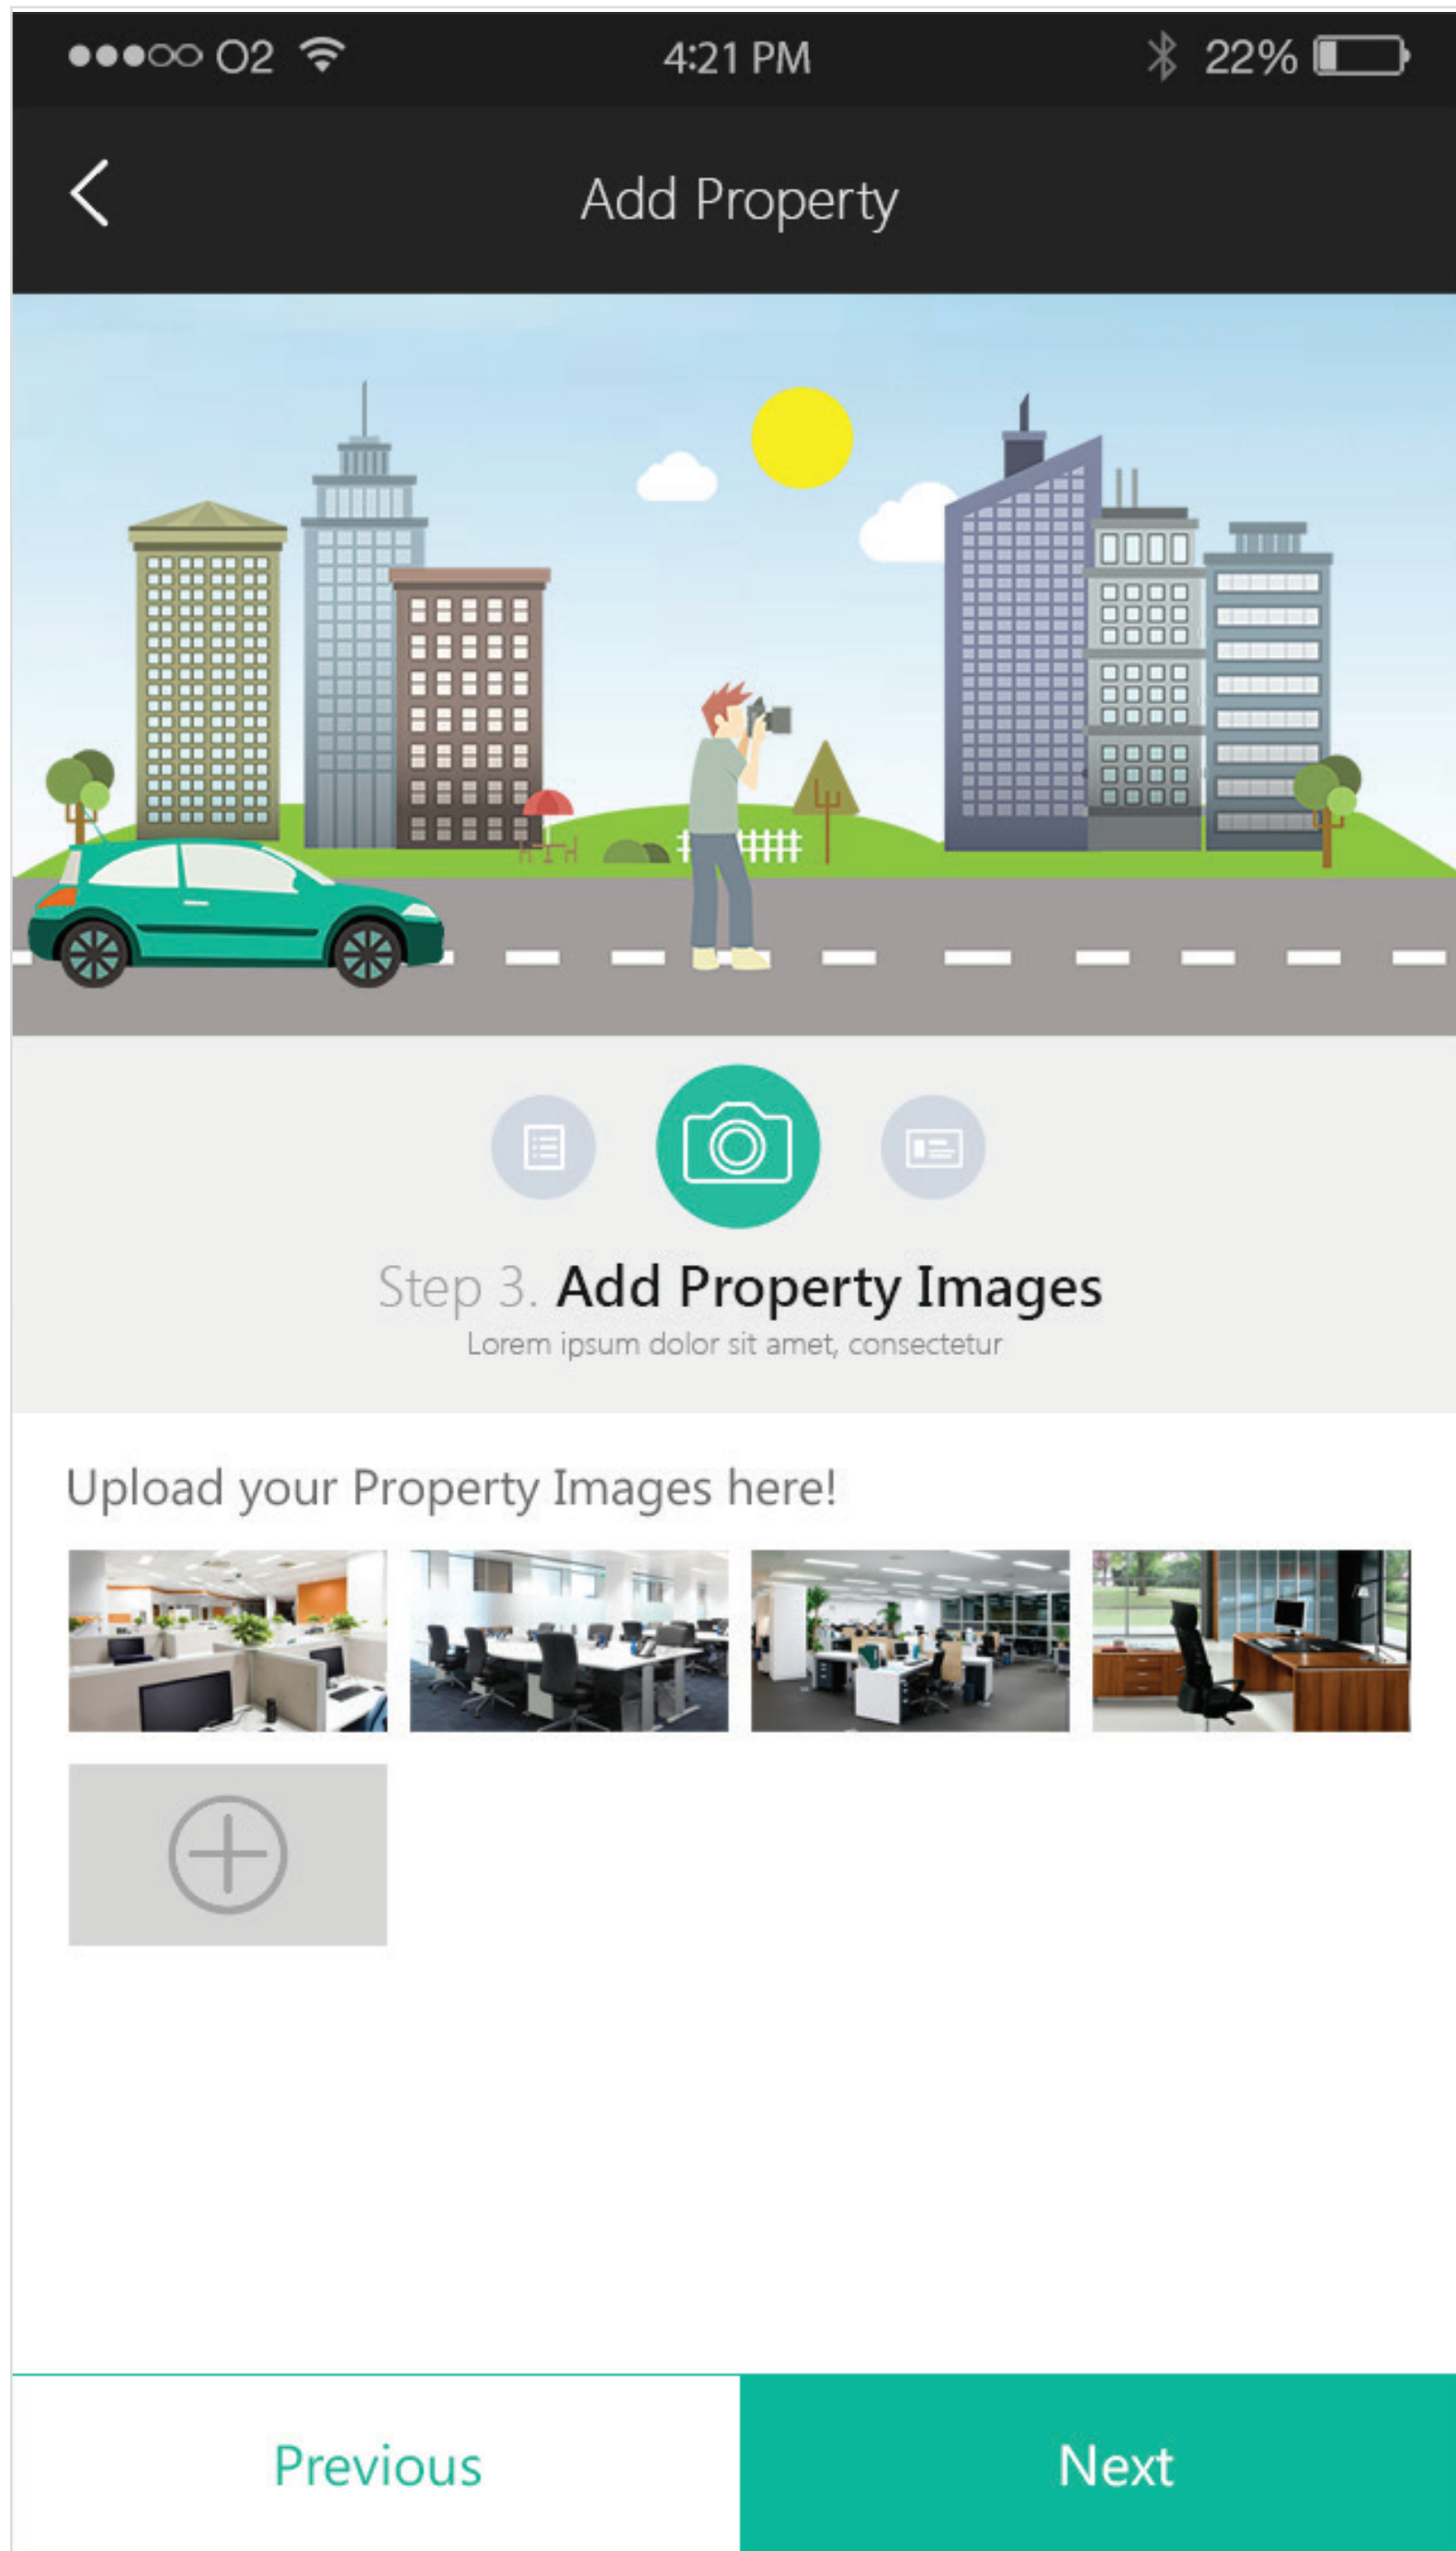 O2 4:21 PM 22%
Add Property
Step 3. Add Property Images
Lorem ipsum dolor sit amet, consectetur
Upload your Property Images here!
Previous Next